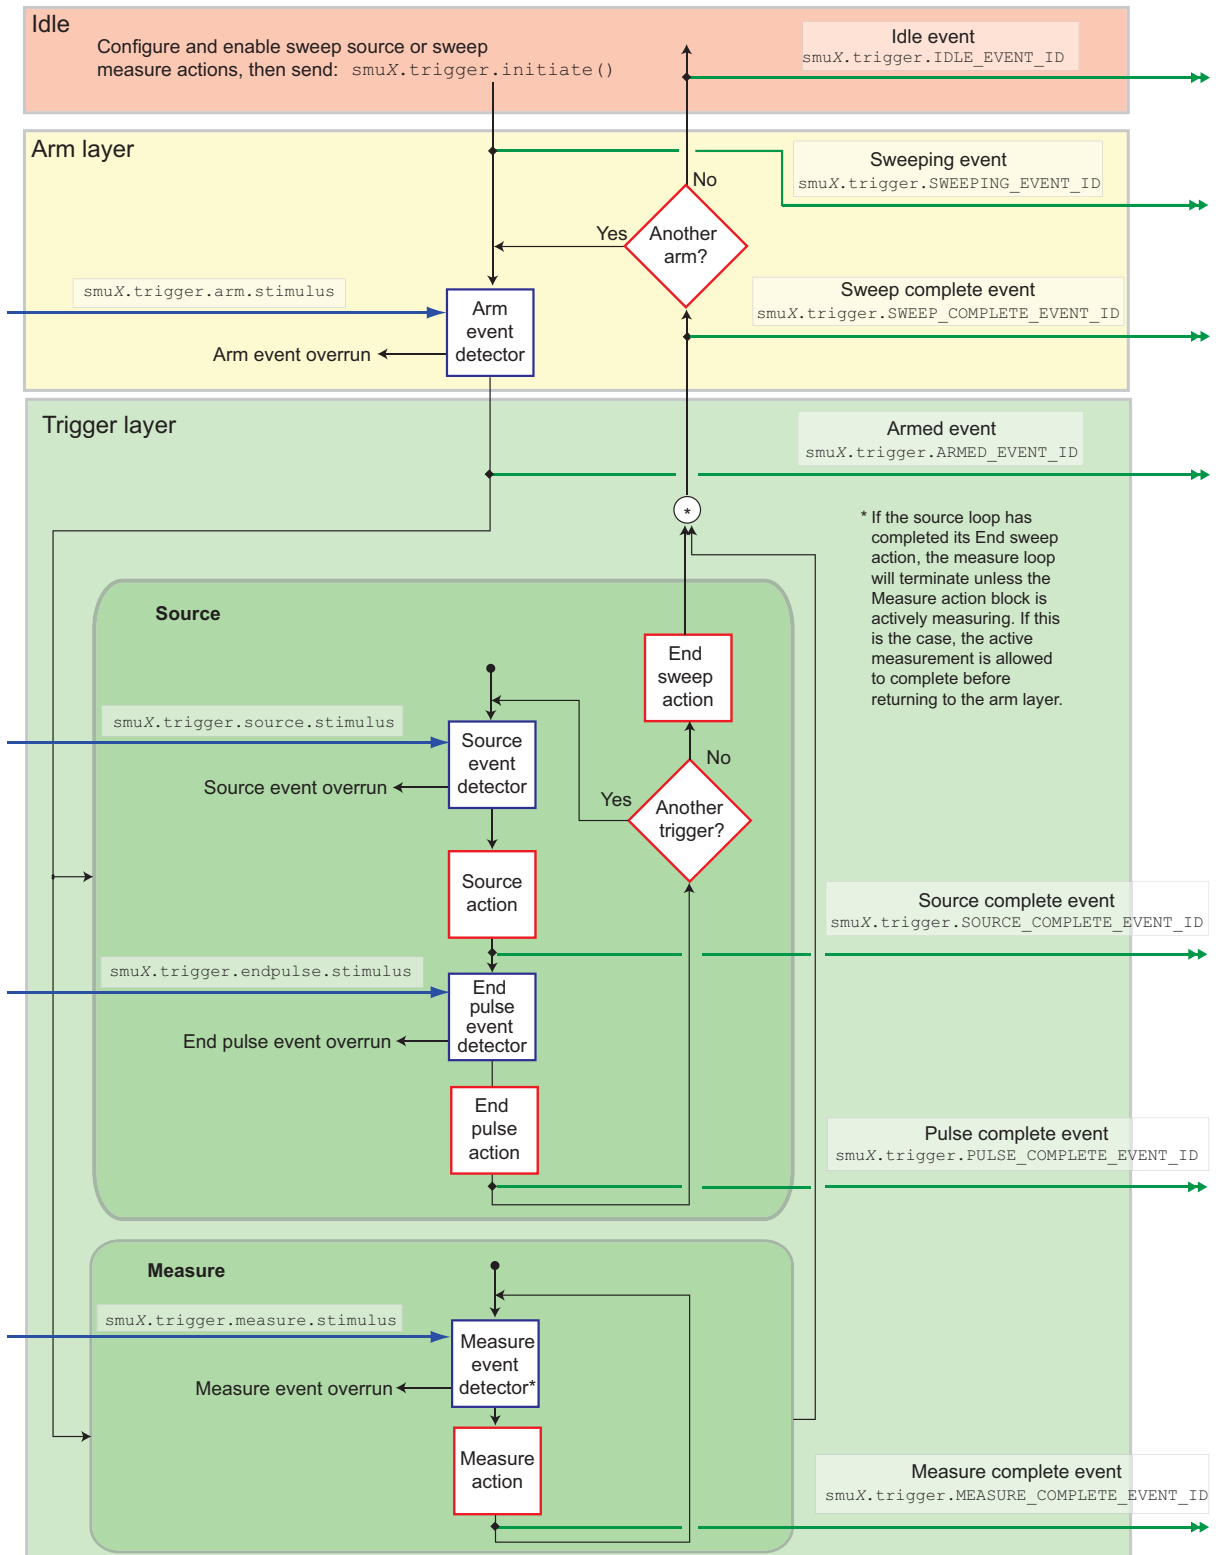 Idle
Configure and enable sweep source or sweep
measure actions, then send: smuX.trigger.initiate()
Idle event
smuX.trigger.IDLE_EVENT_ID
Arm layer
Sweeping event
smuX.trigger.SWEEPING_EVENT_ID
No
Yes
Another
arm?
smuX.trigger.arm.stimulus
Arm
event
detector
Arm event overrun
Sweep complete event
smuX.trigger.SWEEP_COMPLETE_EVENT_ID
Trigger layer
Armed event
smuX.trigger.ARMED_EVENT_ID
*
* If the source loop has
completed its End sweep
action, the measure loop
will terminate unless the
Measure action block is
actively measuring. If this
is the case, the active
measurement is allowed
to complete before
returning to the arm layer.
Source
End
sweep
action
smuX.trigger.source.stimulus
Source
event
detector
Source event overrun
No
Yes
Another
trigger?
Source
action
Source complete event
smuX.trigger.SOURCE_COMPLETE_EVENT_ID
smuX.trigger.endpulse.stimulus
End
pulse
event
detector
End pulse event overrun
End
pulse
action
Pulse complete event
smuX.trigger.PULSE_COMPLETE_EVENT_ID
Measure
smuX.trigger.measure.stimulus
Measure
event
detector*
Measure event overrun
Measure
action
Measure complete event
smuX.trigger.MEASURE_COMPLETE_EVENT_ID